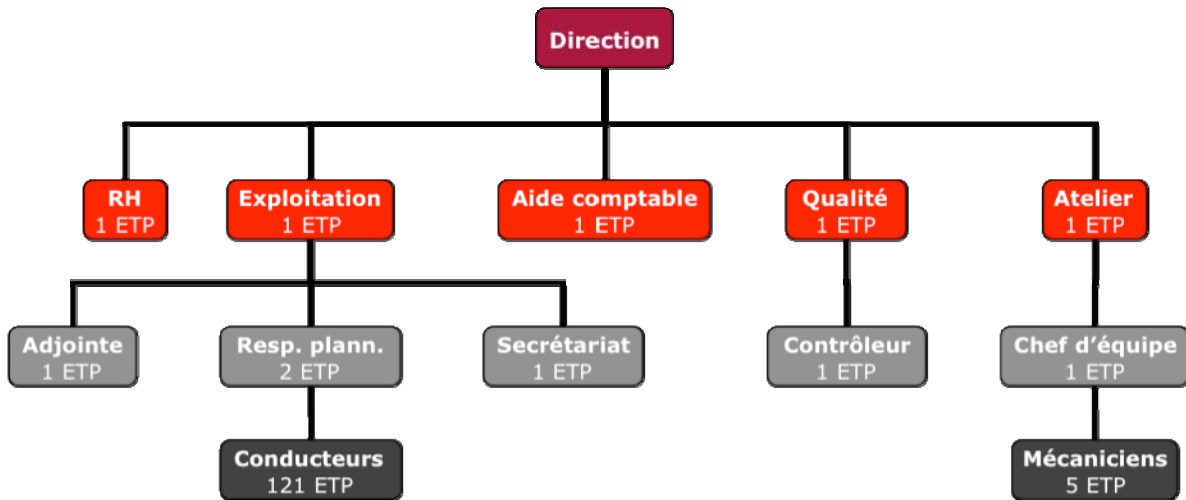 Direction
RH
1 ETP
Exploitation
1 ETP
Aide comptable
1 ETP
Qualité
1 ETP
Atelier
1 ETP
Adjointe
1 ETP
Resp. plann.
2 ETP
Secrétariat
1 ETP
Contrôleur
1 ETP
Chef d’équipe
1 ETP
Conducteurs
121 ETP
Mécaniciens
5 ETP